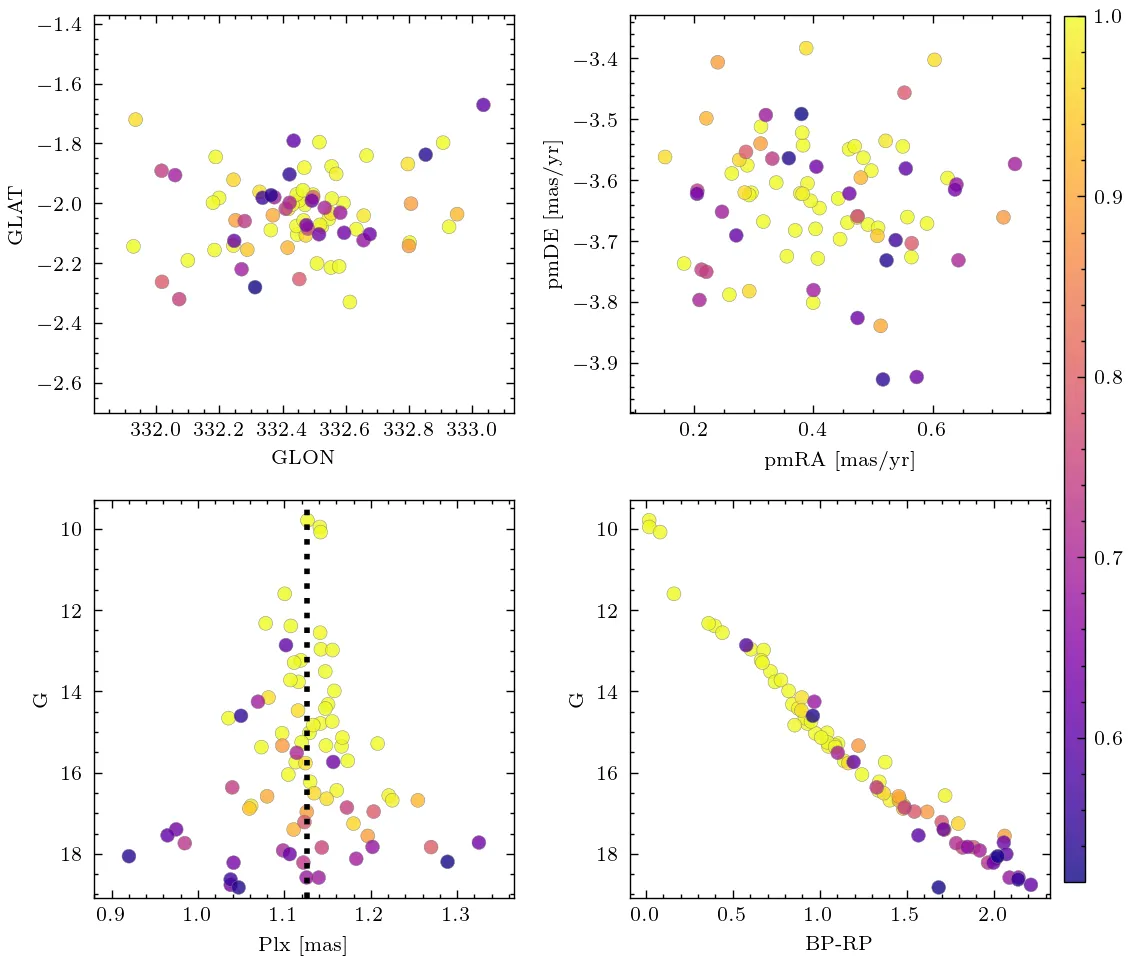 −1.4
−1.6
−1.8
−2.0
−2.2
−2.4
−2.6
GLAT
332.0 332.2 332.4 332.6 332.8 333.0
GLON
−3.4
−3.5
−3.6
−3.7
−3.8
−3.9
pmDE [mas/yr]
0.2 0.4 0.6
pmRA [mas/yr]
1.0
0.9
0.8
0.7
0.6
10
12
14
16
18
G
0.9 1.0 1.1 1.2 1.3
Plx [mas]
10
12
14
16
18
G
0.0 0.5 1.0 1.5 2.0
BP-RP